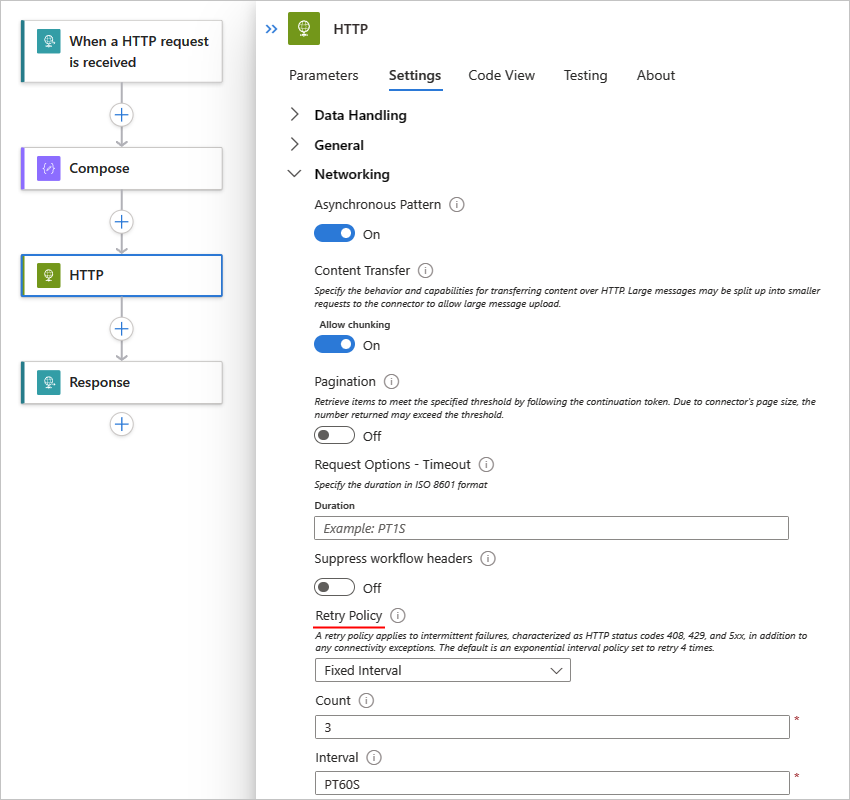 When a HTTP request
is received
Compose
HTTP
Response
HTTP
Parameters Settings Code View Testing About
Data Handling
General
Networking
Asynchronous Pattern
On
Content Transfer
Specify the behavior and capabilities for transferring content over HTTP. Large messages may be split up into smaller
requests to the connector to allow large message upload.
Allow chunking
On
Pagination
Retrieve items to meet the specified threshold by following the continuation token. Due to connector's page size, the
number returned may exceed the threshold.
Off
Request Options - Timeout
Specify the duration in ISO 8601 format
Duration
Example: PT1S
Suppress workflow headers
Off
Retry Policy
A retry policy applies to intermittent failures, characterized as HTTP status codes 408, 429, and 5xx, in addition to
any connectivity exceptions. The default is an exponential interval policy set to retry 4 times.
Fixed Interval
Count
3 *
Interval
PT60S *